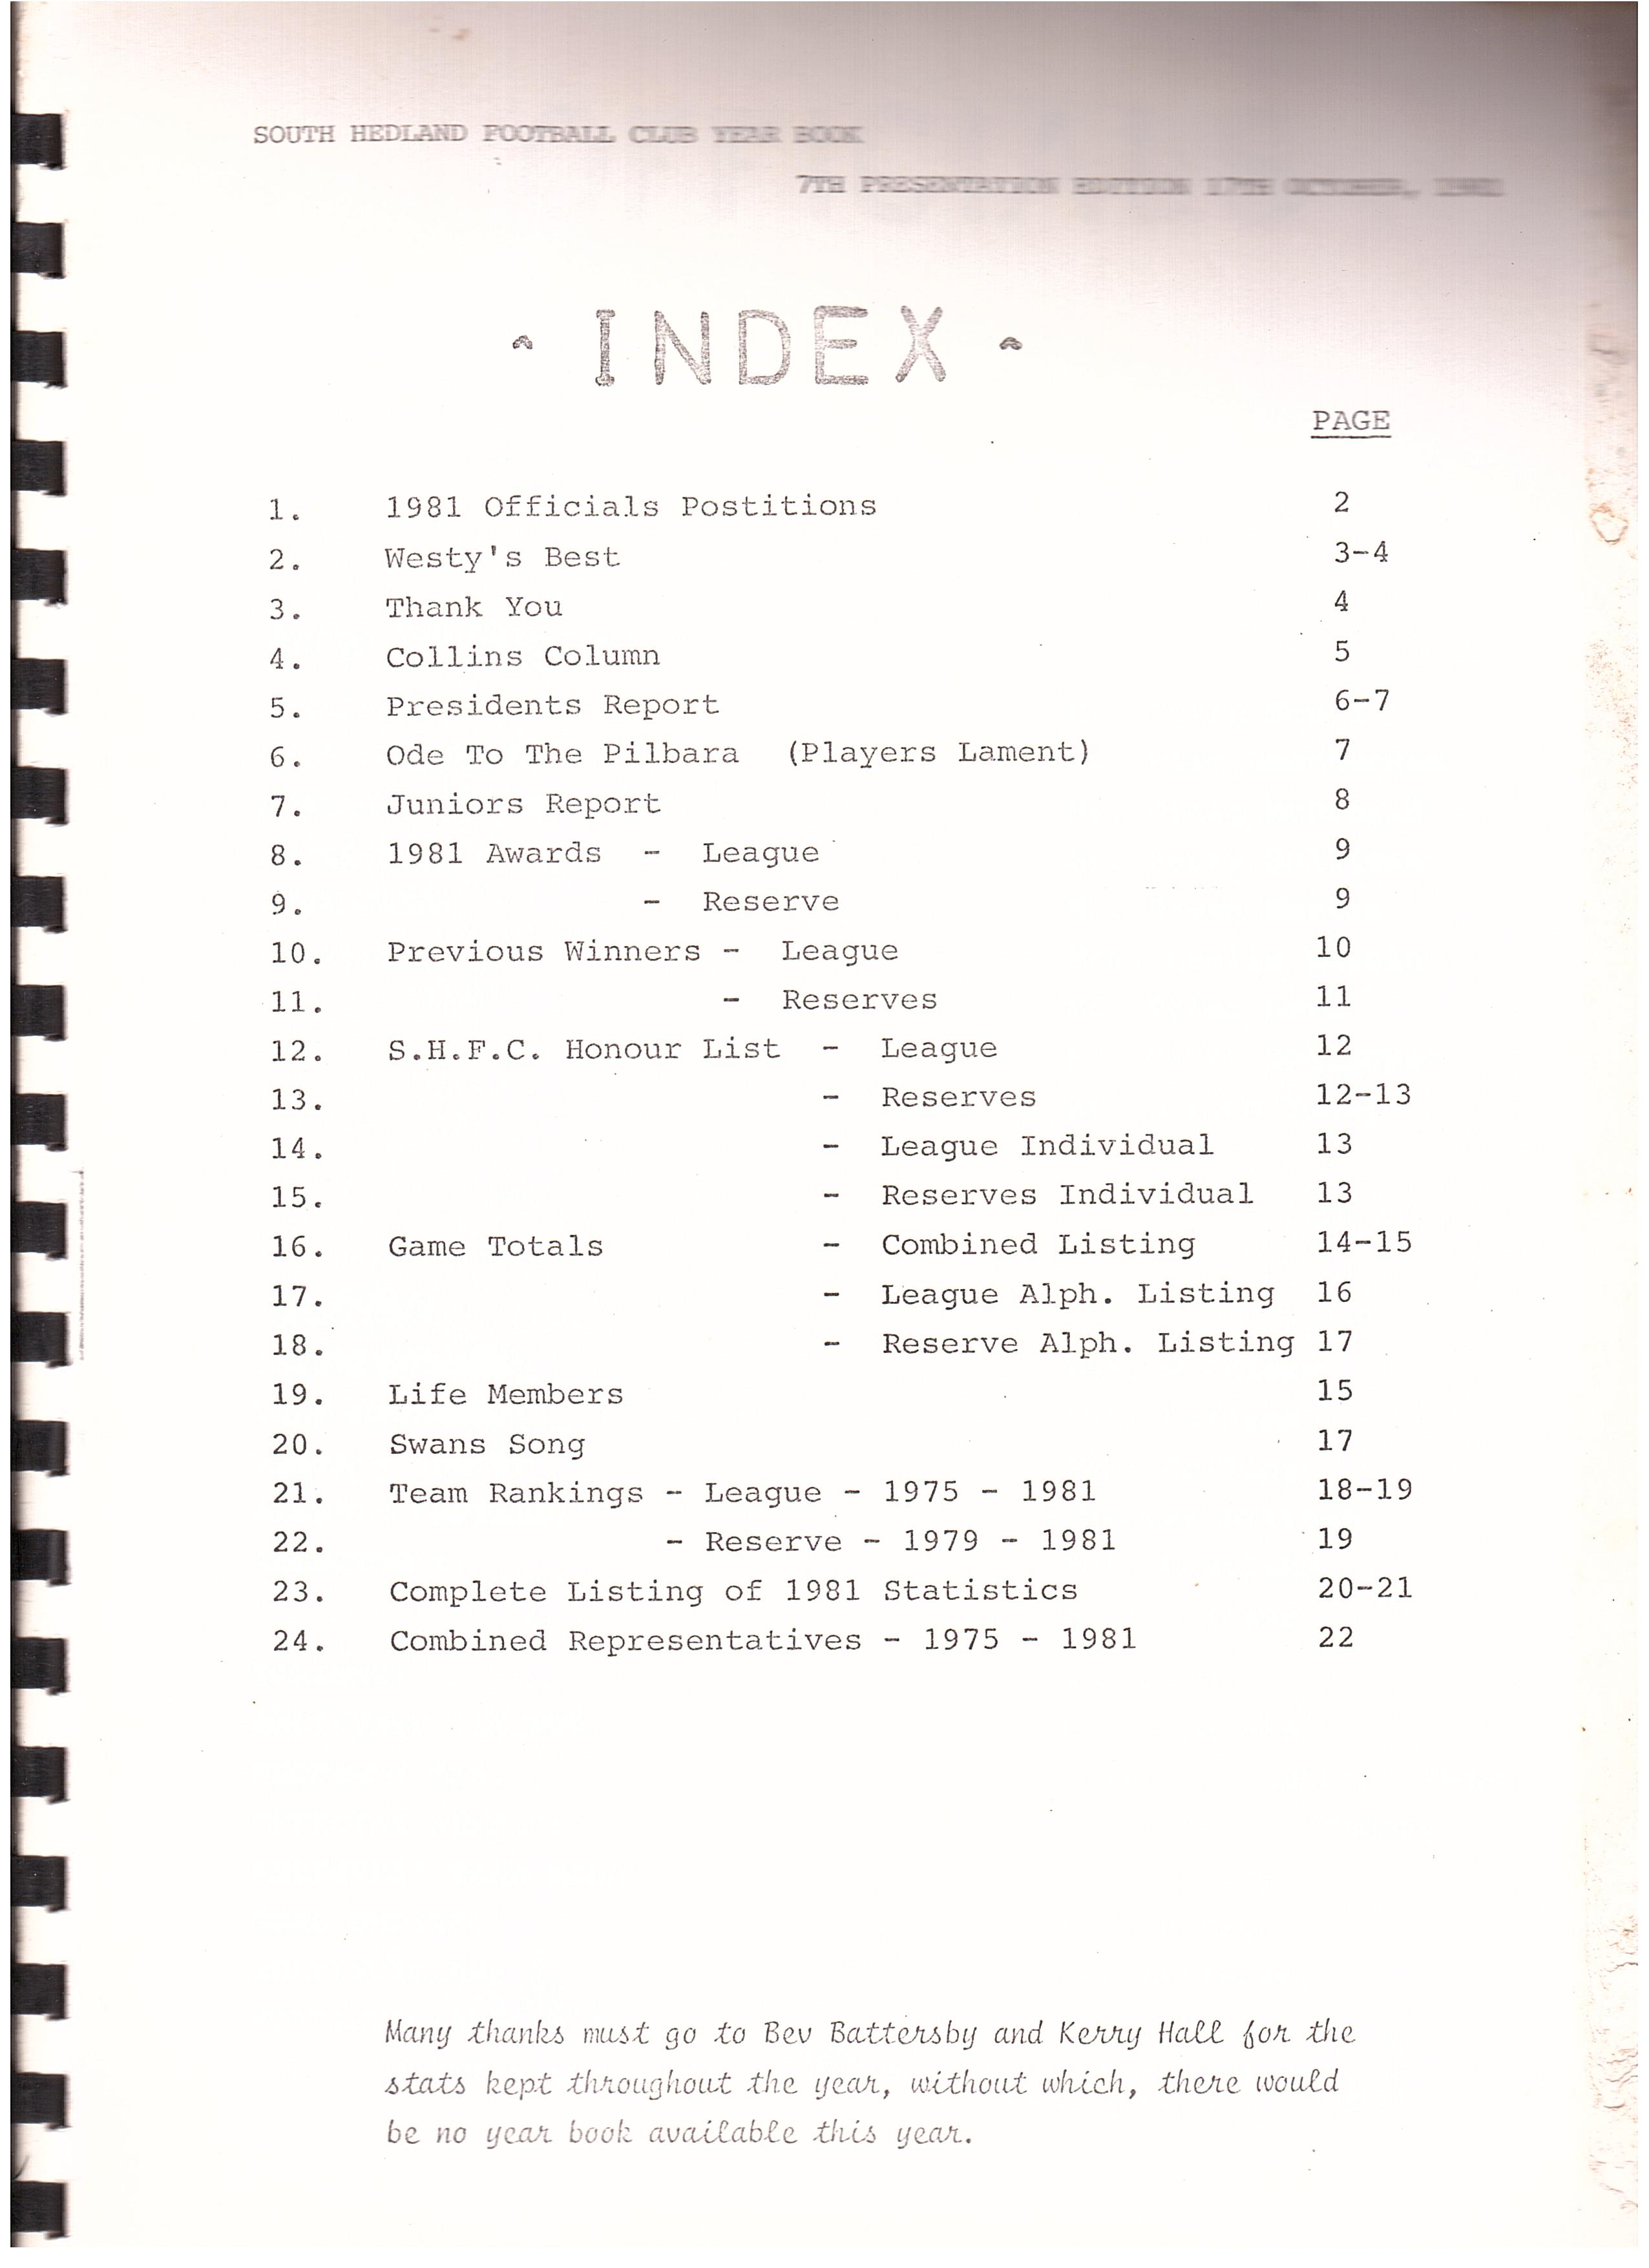 SOUTH HEDLAND FOOTBALL CLUB YEAR BOOK
7TH PRESENTATION EDITION 17TH OCTOBER, 1981
- INDEX -
PAGE
1. 1981 Officials Postitions 2
2. Westy's Best 3-4
3. Thank You 4
4. Collins Column 5
5. Presidents Report 6-7
6. Ode To The Pilbara (Players Lament) 7
7. Juniors Report 8
8. 1981 Awards - League 9
9. - Reserve 9
10. Previous Winners - League 10
11. - Reserves 11
12. S.H.F.C. Honour List - League 12
13. - Reserves 12-13
14. - League Individual 13
15. - Reserves Individual 13
16. Game Totals - Combined Listing 14-15
17. - League Alph. Listing 16
18. - Reserve Alph. Listing 17
19. Life Members 15
20. Swans Song 17
21. Team Rankings - League - 1975 - 1981 18-19
22. - Reserve - 1979 - 1981 19
23. Complete Listing of 1981 Statistics 20-21
24. Combined Representatives - 1975 - 1981 22
Many thanks must go to Bev Battersby and Kerry Hall for the
stats kept throughout the year, without which, there would
be no year book available this year.